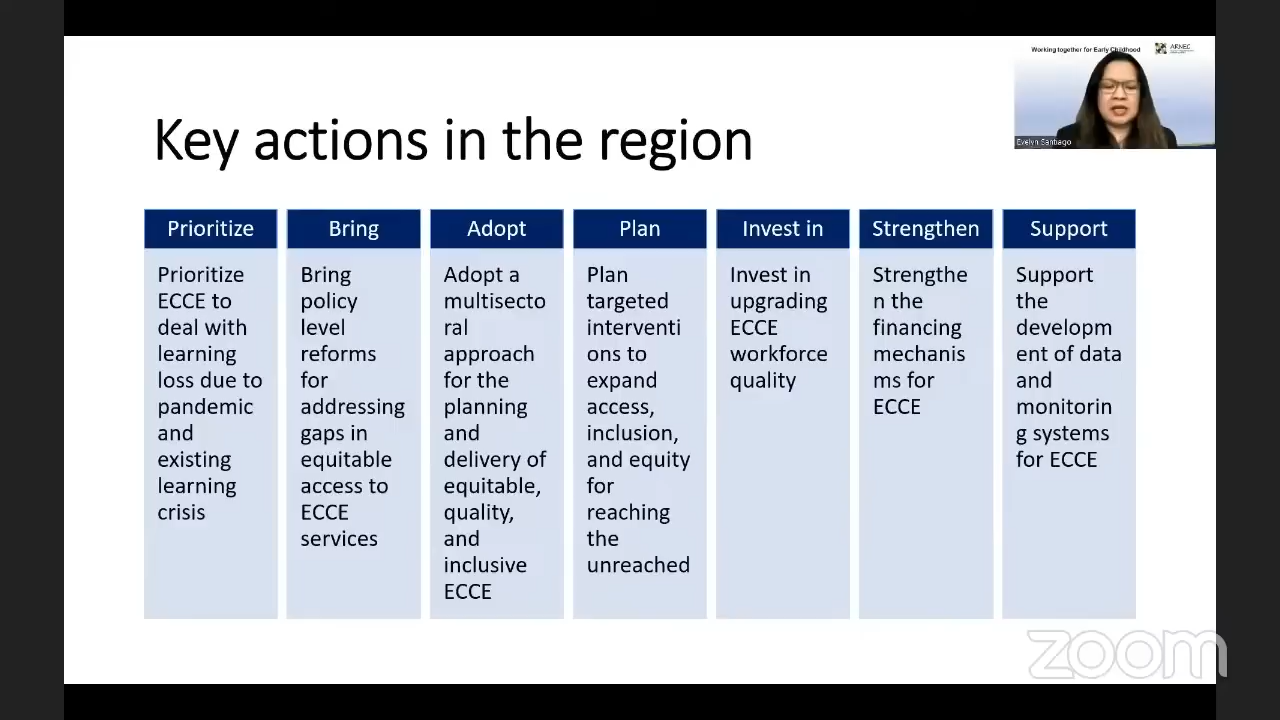 Working together for Early Childhood
ARNEC
Evelyn Santiago
Key actions in the region
Prioritize
Prioritize
ECCE to
deal with
learning
loss due to
pandemic
and
existing
learning
crisis
Bring
Bring
policy
level
reforms
for
addressing
gaps in
equitable
access to
ECCE
services
Adopt
Adopt a
multisecto
ral
approach
for the
planning
and
delivery of
equitable,
quality,
and
inclusive
ECCE
Plan
Plan
targeted
interventi
ons to
expand
access,
inclusion,
and equity
for
reaching
the
unreached
Invest in
Invest in
upgrading
ECCE
workforce
quality
Strengthen
Strengthe
n the
financing
mechanis
ms for
ECCE
Support
Support
the
developm
ent of data
and
monitorin
g systems
for ECCE
zoom